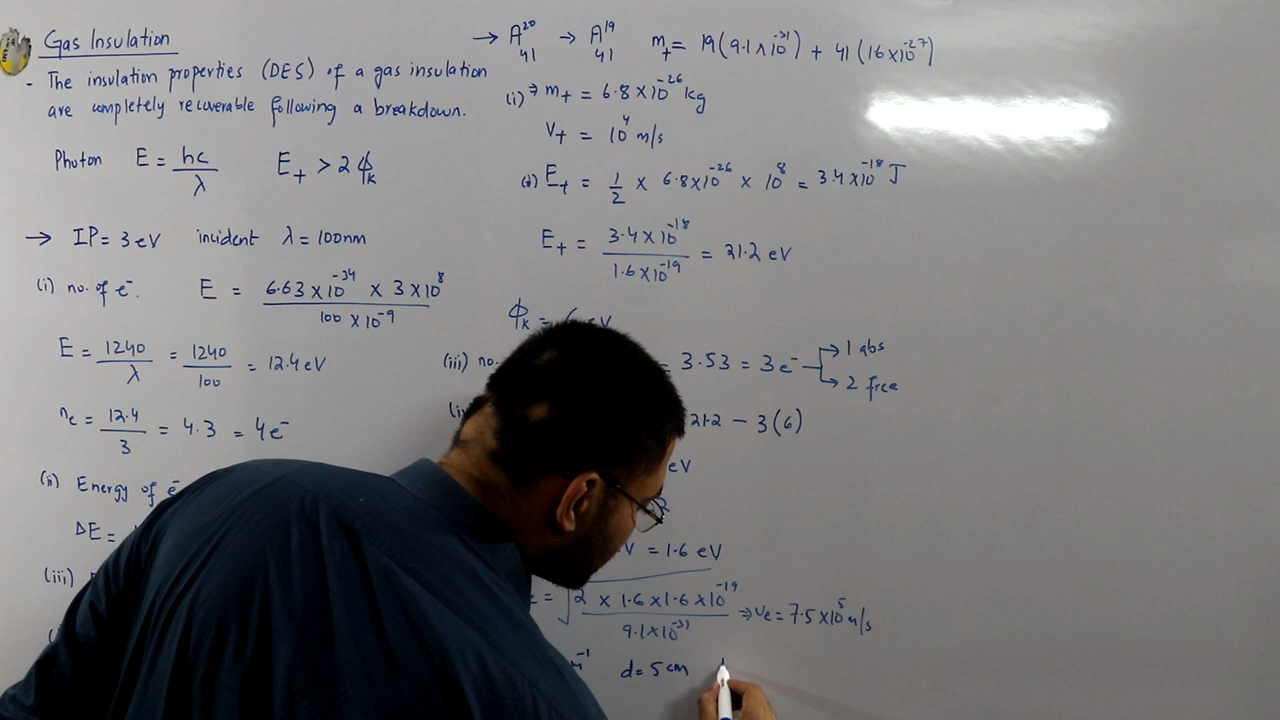 Gas Insulation
- The insulation properties (DES) of a gas insulation
are completely recoverable following a breakdown.
Photon E = hc/λ E₊ > 2 ϕₖ
→ IP = 3 eV incident λ = 100nm
(i) no. of e⁻. E = 6.63 × 10⁻³⁴ × 3 × 10⁸ / 100 × 10⁻⁹
E = 1240/λ = 1240/100 = 12.4 eV
nₑ = 12.4/3 = 4.3 = 4e⁻
(ii) Energy of e⁻
ΔE =
(iii)
→ A²⁰₄₁ → A¹⁹₄₁ m₊ = 19(9.1×10⁻³¹) + 41(16×10⁻²⁷)
(i) ⇒ m₊ = 6.8 × 10⁻²⁶ kg
V₊ = 10⁴ m/s
(ii) E₊ = 1/2 × 6.8×10⁻²⁶ × 10⁸ = 3.4×10⁻¹⁸ J
E₊ = 3.4 × 10⁻¹⁸ / 1.6 × 10⁻¹⁹ = 21.2 eV
ϕₖ = 6 eV
(iii) no. = 3.53 = 3e⁻ → 1 abs
→ 2 free
21.2 − 3(6)
eV
= 1.6 eV
= √(2 × 1.6 × 1.6 × 10⁻¹⁹ / 9.1×10⁻³¹) ⇒ vₑ = 7.5 × 10⁵ m/s
d = 5 cm